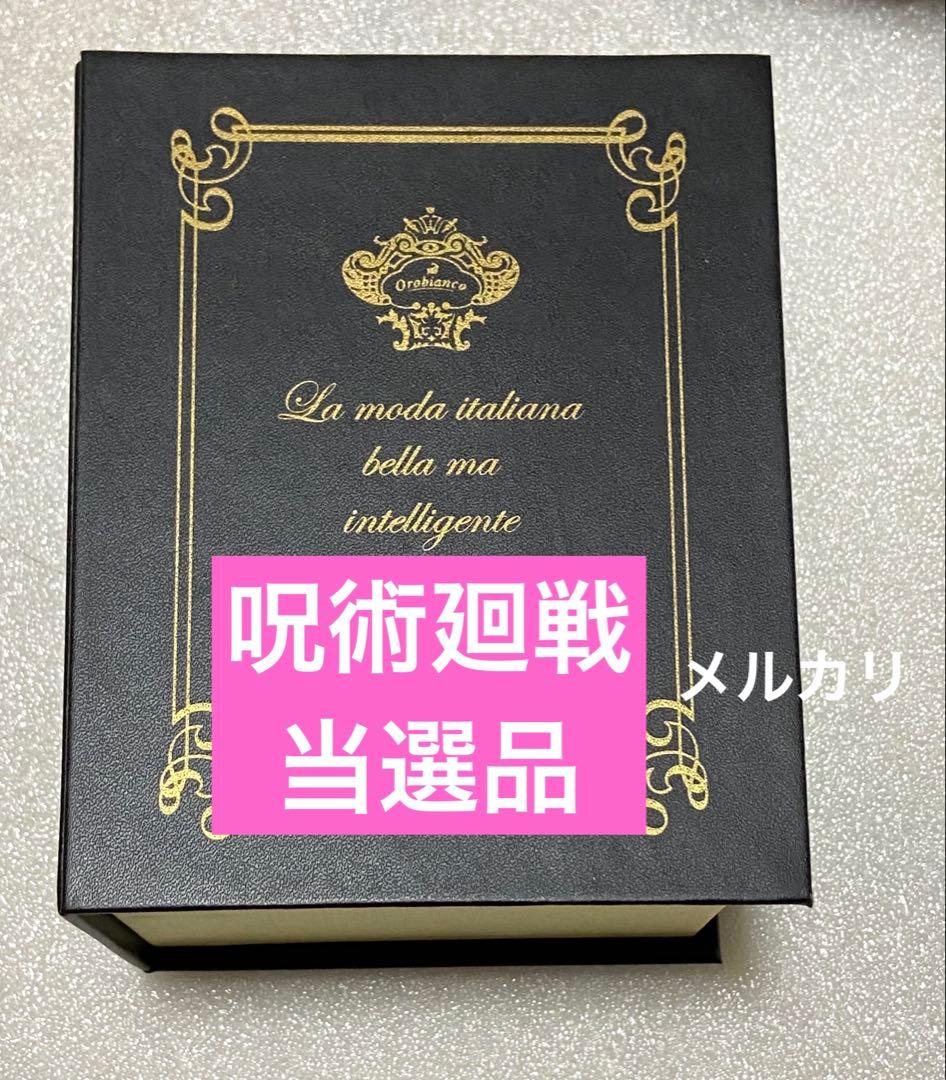 Orobianco
La moda italiana
bella ma
intelligente
呪術廻戦
当選品
メルカリ